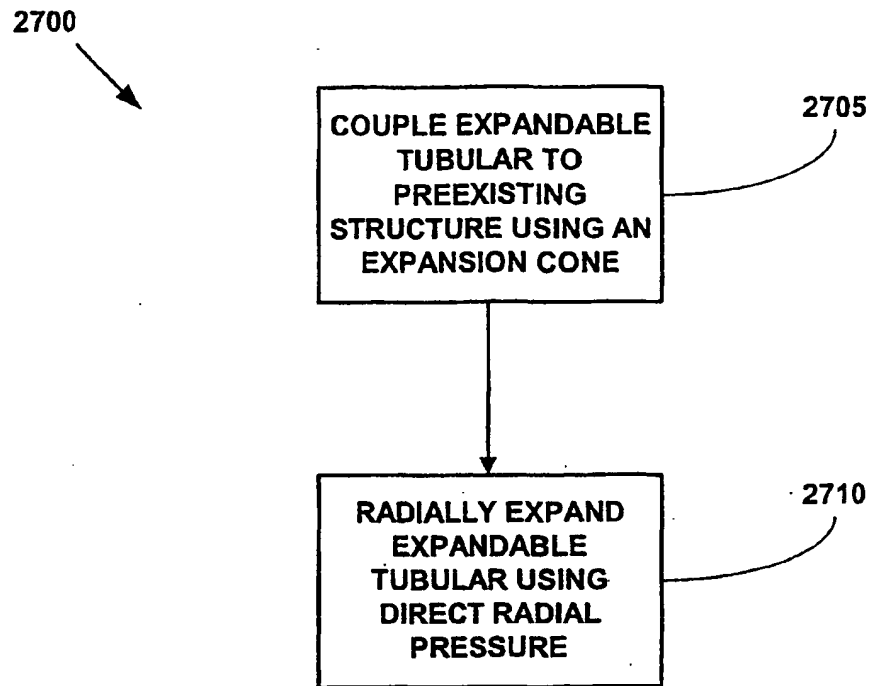 2700
COUPLE EXPANDABLE
TUBULAR TO
PREEXISTING
STRUCTURE USING AN
EXPANSION CONE
2705
RADIALLY EXPAND
EXPANDABLE
TUBULAR USING
DIRECT RADIAL
PRESSURE
2710